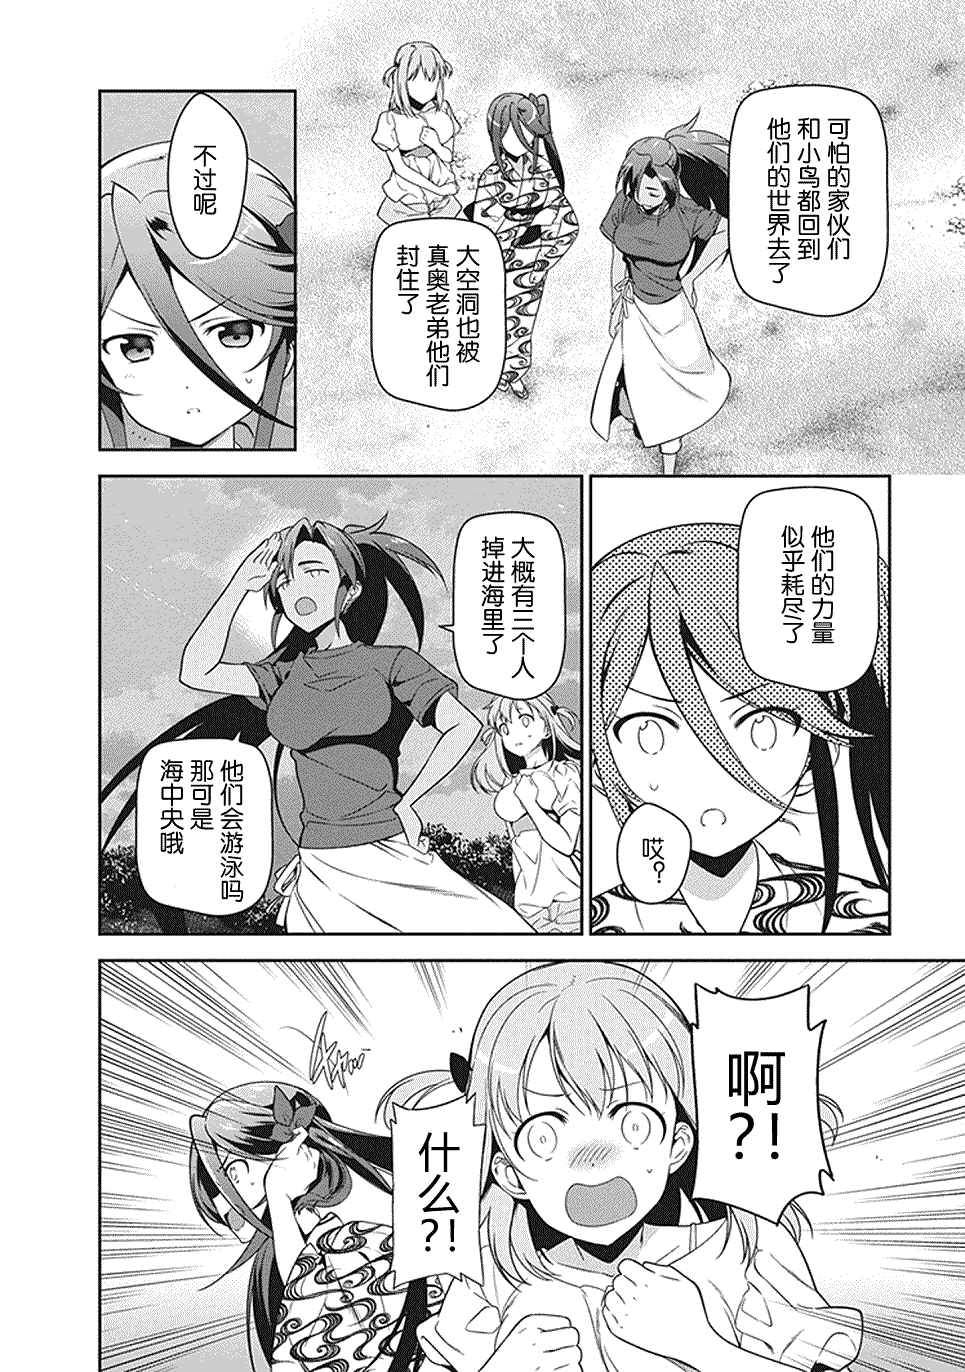 可怕的家伙们
和小鸟都回到
他们的世界去了
大空洞也被
真奥老弟他们
封住了
不过呢
他们的力量
似乎耗尽了
哎?
大概有三个人
掉进海里了
他们会游泳吗
那可是
海中央哦
啊
?!
什
么
?!